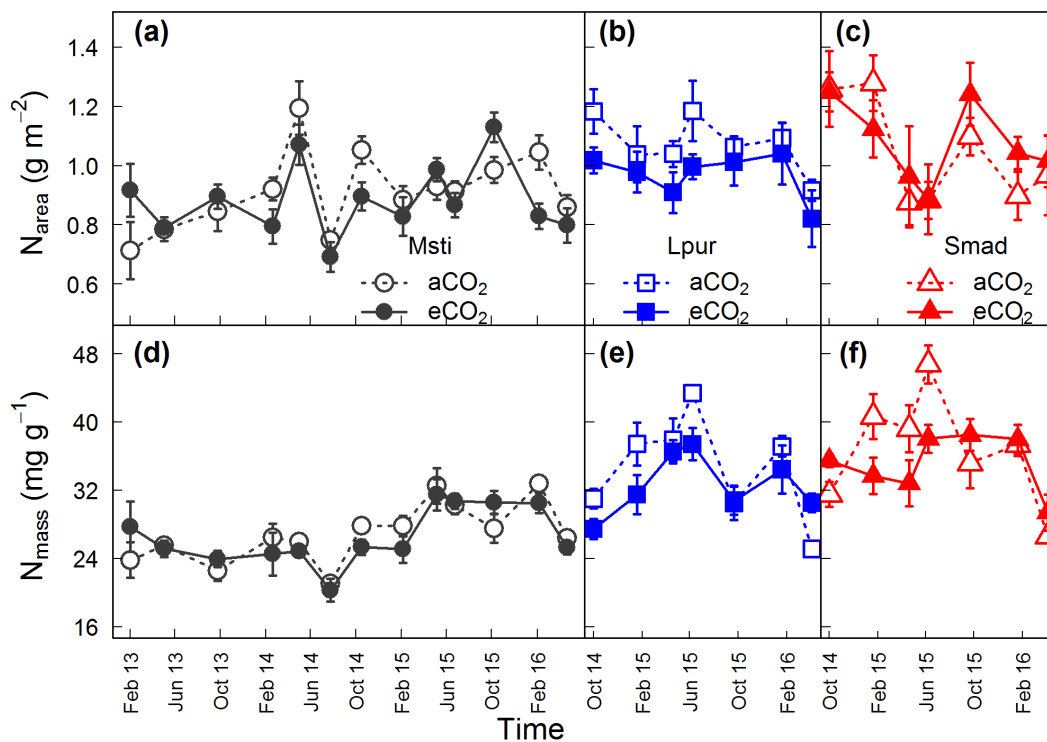 (a)
(b)
(c)
N_area (g m⁻²)
1.4
1.2
1.0
0.8
0.6
Msti
aCO₂
eCO₂
Lpur
aCO₂
eCO₂
Smad
aCO₂
eCO₂
(d)
(e)
(f)
N_mass (mg g⁻¹)
48
40
32
24
16
Feb 13
Jun 13
Oct 13
Feb 14
Jun 14
Oct 14
Feb 15
Jun 15
Oct 15
Feb 16
Oct 14
Feb 15
Jun 15
Oct 15
Feb 16
Oct 14
Feb 15
Jun 15
Oct 15
Feb 16
Time